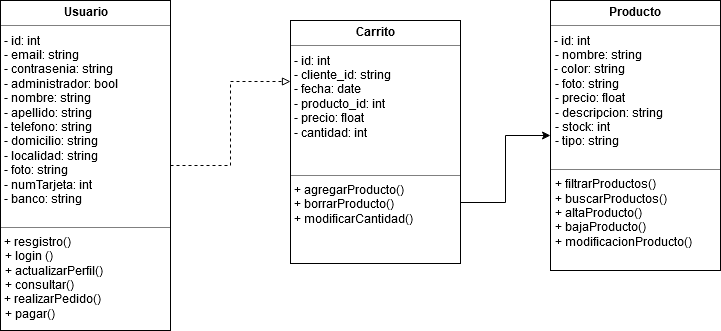 Usuario
- id: int
- email: string
- contrasenia: string
- administrador: bool
- nombre: string
- apellido: string
- telefono: string
- domicilio: string
- localidad: string
- foto: string
- numTarjeta: int
- banco: string
+ resgistro()
+ login ()
+ actualizarPerfil()
+ consultar()
+ realizarPedido()
+ pagar()
Carrito
- id: int
- cliente_id: string
- fecha: date
- producto_id: int
- precio: float
- cantidad: int
+ agregarProducto()
+ borrarProducto()
+ modificarCantidad()
Producto
- id: int
- nombre: string
- color: string
- foto: string
- precio: float
- descripcion: string
- stock: int
- tipo: string
+ filtrarProductos()
+ buscarProductos()
+ altaProducto()
+ bajaProducto()
+ modificacionProducto()